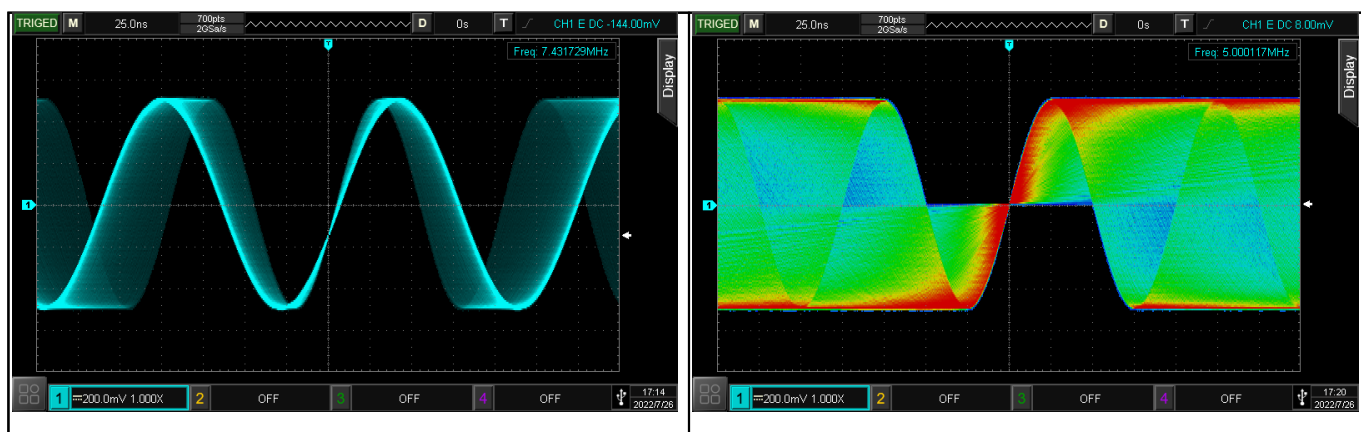 TRIGED M 25.0ns 700pts 2GSa/s D 0s T CH1 E DC -144.00mV
T
Freq: 7.431729MHz
Display
1
1 200.0mV 1.000X 2 OFF 3 OFF 4 OFF 17:14 2022/7/26
TRIGED M 25.0ns 700pts 2GSa/s D 0s T CH1 E DC 8.00mV
T
Freq: 5.000117MHz
Display
1
1 200.0mV 1.000X 2 OFF 3 OFF 4 OFF 17:20 2022/7/26